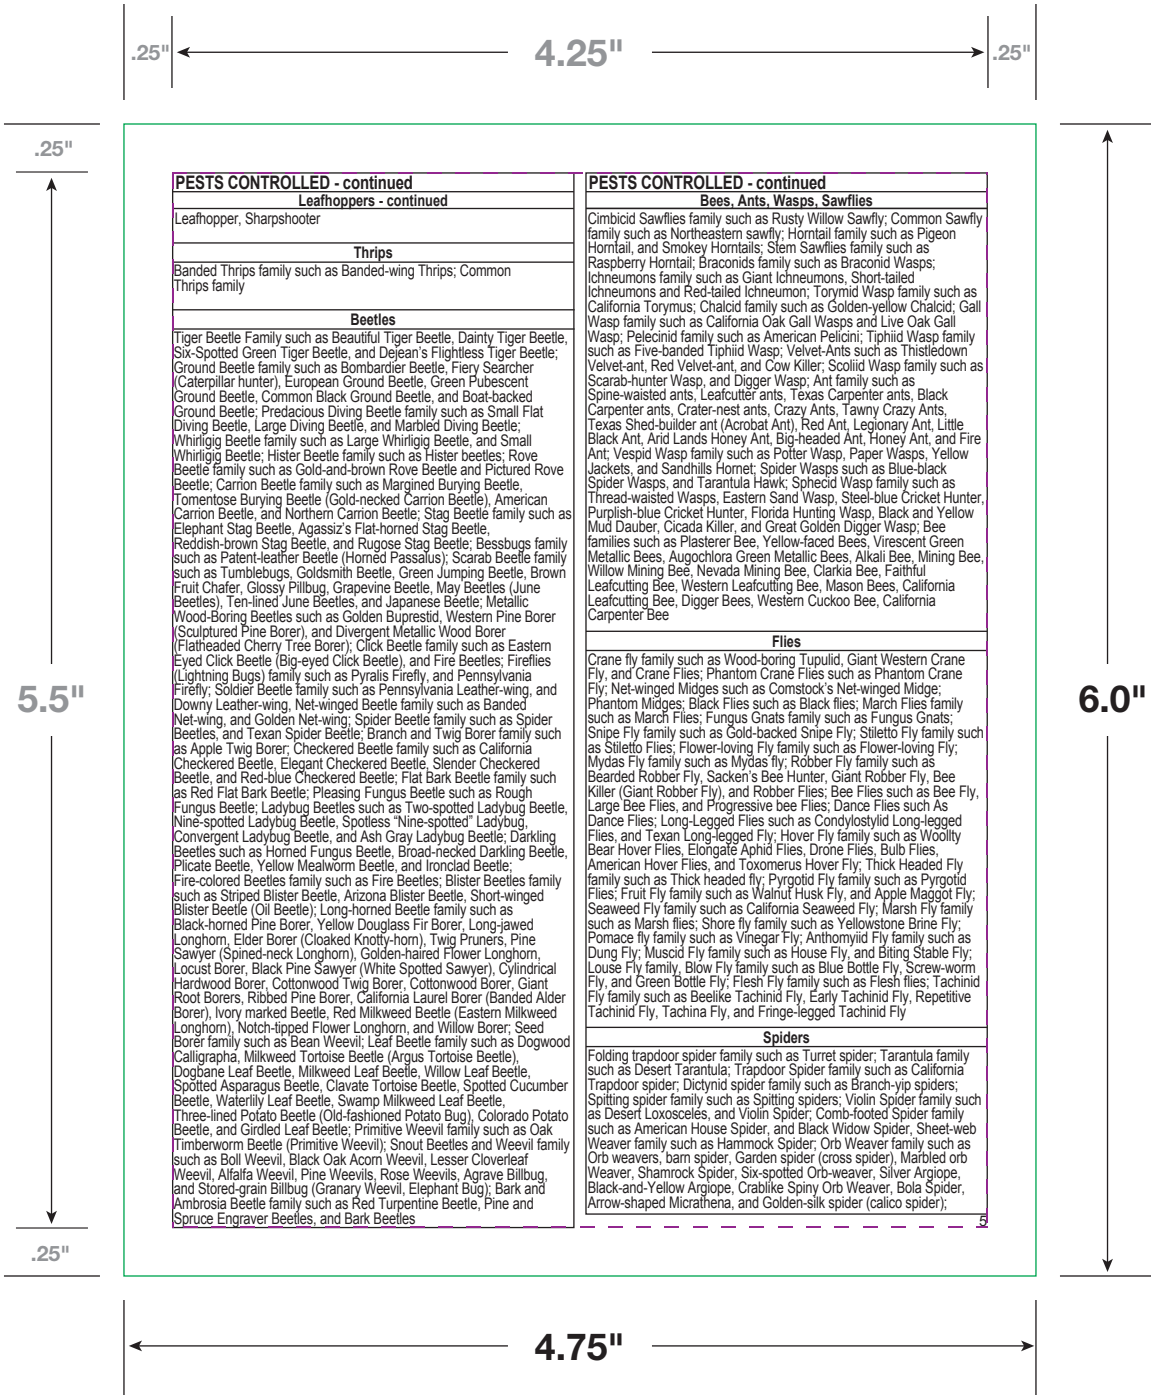 .25"
4.25"
.25"
.25"
5.5"
.25"
PESTS CONTROLLED - continued
Leafhoppers - continued
Leafhopper, Sharpshooter
Thrips
Banded Thrips family such as Banded-wing Thrips; Common
Thrips family
Beetles
Tiger Beetle Family such as Beautiful Tiger Beetle, Dainty Tiger Beetle,
Six-Spotted Green Tiger Beetle, and Dejean's Flightless Tiger Beetle;
Ground Beetle family such as Bombardier Beetle, Fiery Searcher
(Caterpillar hunter), European Ground Beetle, Green Pubescent
Ground Beetle, Common Black Ground Beetle, and Boat-backed
Ground Beetle; Predacious Diving Beetle family such as Small Flat
Diving Beetle, Large Diving Beetle, and Marbled Diving Beetle;
Whirligig Beetle family such as Large Whirligig Beetle, and Small
Whirligig Beetle; Hister Beetle family such as Hister beetles; Rove
Beetle family such as Gold-and-brown Rove Beetle and Pictured Rove
Beetle; Carrion Beetle family such as Margined Burying Beetle,
Tomentose Burying Beetle (Gold-necked Carrion Beetle), American
Carrion Beetle, and Northern Carrion Beetle; Stag Beetle family such as
Elephant Stag Beetle, Agassiz's Flat-horned Stag Beetle,
Reddish-brown Stag Beetle, and Rugose Stag Beetle; Bessbugs family
such as Patent-leather Beetle (Horned Passalus); Scarab Beetle family
such as Tumblebugs, Goldsmith Beetle, Green Jumping Beetle, Brown
Fruit Chafer, Glossy Pillbug, Grapevine Beetle, May Beetles (June
Beetles), Ten-lined June Beetles, and Japanese Beetle; Metallic
Wood-Boring Beetles such as Golden Buprestid, Western Pine Borer
(Sculptured Pine Borer), and Divergent Metallic Wood Borer
(Flatheaded Cherry Tree Borer); Click Beetle family such as Eastern
Eyed Click Beetle (Big-eyed Click Beetle), and Fire Beetles; Fireflies
(Lightning Bugs) family such as Pyralis Firefly, and Pennsylvania
Firefly; Soldier Beetle family such as Pennsylvania Leather-wing, and
Downy Leather-wing, Net-winged Beetle family such as Banded
Net-wing, and Golden Net-wing; Spider Beetle family such as Spider
Beetles, and Texan Spider Beetle; Branch and Twig Borer family such
as Apple Twig Borer; Checkered Beetle family such as California
Checkered Beetle, Elegant Checkered Beetle, Slender Checkered
Beetle, and Red-blue Checkered Beetle; Flat Bark Beetle family such
as Red Flat Bark Beetle; Pleasing Fungus Beetle such as Rough
Fungus Beetle; Ladybug Beetles such as Two-spotted Ladybug Beetle,
Nine-spotted Ladybug Beetle, Spotless "Nine-spotted" Ladybug,
Convergent Ladybug Beetle, and Ash Gray Ladybug Beetle; Darkling
Beetles such as Horned Fungus Beetle, Broad-necked Darkling Beetle,
Plicate Beetle, Yellow Mealworm Beetle, and Ironclad Beetle;
Fire-colored Beetles family such as Fire Beetles; Blister Beetles family
such as Striped Blister Beetle, Arizona Blister Beetle, Short-winged
Blister Beetle (Oil Beetle); Long-horned Beetle family such as
Black-horned Pine Borer, Yellow Douglass Fir Borer, Long-jawed
Longhorn, Elder Borer (Cloaked Knotty-horn), Twig Pruners, Pine
Sawyer (Spined-neck Longhorn), Golden-haired Flower Longhorn,
Locust Borer, Black Pine Sawyer (White Spotted Sawyer), Cylindrical
Hardwood Borer, Cottonwood Twig Borer, Cottonwood Borer, Giant
Root Borers, Ribbed Pine Borer, California Laurel Borer (Banded Alder
Borer), Ivory marked Beetle, Red Milkweed Beetle (Eastern Milkweed
Longhorn), Notch-tipped Flower Longhorn, and Willow Borer; Seed
Borer family such as Bean Weevil; Leaf Beetle family such as Dogwood
Calligrapha, Milkweed Tortoise Beetle (Argus Tortoise Beetle),
Dogbane Leaf Beetle, Milkweed Leaf Beetle, Willow Leaf Beetle,
Spotted Asparagus Beetle, Clavate Tortoise Beetle, Spotted Cucumber
Beetle, Waterlily Leaf Beetle, Swamp Milkweed Leaf Beetle,
Three-lined Potato Beetle (Old-fashioned Potato Bug), Colorado Potato
Beetle, and Girdled Leaf Beetle; Primitive Weevil family such as Oak
Timberworm Beetle (Primitive Weevil); Snout Beetles and Weevil family
such as Boll Weevil, Black Oak Acorn Weevil, Lesser Cloverleaf
Weevil, Alfalfa Weevil, Pine Weevils, Rose Weevils, Agrave Billbug,
and Stored-grain Billbug (Granary Weevil, Elephant Bug); Bark and
Ambrosia Beetle family such as Red Turpentine Beetle, Pine and
Spruce Engraver Beetles, and Bark Beetles
PESTS CONTROLLED - continued
Bees, Ants, Wasps, Sawflies
Cimbicid Sawflies family such as Rusty Willow Sawfly; Common Sawfly
family such as Northeastern sawfly; Horntail family such as Pigeon
Horntail, and Smokey Horntails; Stem Sawflies family such as
Raspberry Horntail; Braconids family such as Braconid Wasps;
Ichneumons family such as Giant Ichneumons, Short-tailed
Ichneumons and Red-tailed Ichneumon; Torymid Wasp family such as
California Torymus; Chalcid family such as Golden-yellow Chalcid; Gall
Wasp family such as California Oak Gall Wasps and Live Oak Gall
Wasp; Pelecinid family such as American Pelicini; Tiphiid Wasp family
such as Five-banded Tiphiid Wasp; Velvet-Ants such as Thistledown
Velvet-ant, Red Velvet-ant, and Cow Killer; Scoliid Wasp family such as
Scarab-hunter Wasp, and Digger Wasp; Ant family such as
Spine-waisted ants, Leafcutter ants, Texas Carpenter ants, Black
Carpenter ants, Crater-nest ants, Crazy Ants, Tawny Crazy Ants,
Texas Shed-builder ant (Acrobat Ant), Red Ant, Legionary Ant, Little
Black Ant, Arid Lands Honey Ant, Big-headed Ant, Honey Ant, and Fire
Ant; Vespid Wasp family such as Potter Wasp, Paper Wasps, Yellow
Jackets, and Sandhills Hornet; Spider Wasps such as Blue-black
Spider Wasps, and Tarantula Hawk; Sphecid Wasp family such as
Thread-waisted Wasps, Eastern Sand Wasp, Steel-blue Cricket Hunter,
Purplish-blue Cricket Hunter, Florida Hunting Wasp, Black and Yellow
Mud Dauber, Cicada Killer, and Great Golden Digger Wasp; Bee
families such as Plasterer Bee, Yellow-faced Bees, Virescent Green
Metallic Bees, Augochlora Green Metallic Bees, Alkali Bee, Mining Bee,
Willow Mining Bee, Nevada Mining Bee, Clarkia Bee, Faithful
Leafcutting Bee, Western Leafcutting Bee, Mason Bees, California
Leafcutting Bee, Digger Bees, Western Cuckoo Bee, California
Carpenter Bee
Flies
Crane fly family such as Wood-boring Tupulid, Giant Western Crane
Fly, and Crane Flies; Phantom Crane Flies such as Phantom Crane
Fly; Net-winged Midges such as Comstock's Net-winged Midge;
Phantom Midges; Black Flies such as Black flies; March Flies family
such as March Flies; Fungus Gnats family such as Fungus Gnats;
Snipe Fly family such as Gold-backed Snipe Fly; Stiletto Fly family such
as Stiletto Flies; Flower-loving Fly family such as Flower-loving Fly;
Mydas Fly family such as Mydas fly; Robber Fly family such as
Bearded Robber Fly, Sacken's Bee Hunter, Giant Robber Fly, Bee
Killer (Giant Robber Fly), and Robber Flies; Bee Flies such as Bee Fly,
Large Bee Flies, and Progressive bee Flies; Dance Flies such As
Dance Flies; Long-Legged Flies such as Condylostylid Long-legged
Flies, and Texan Long-legged Fly; Hover Fly family such as Woollty
Bear Hover Flies, Elongate Aphid Flies, Drone Flies, Bulb Flies,
American Hover Flies, and Toxomerus Hover Fly; Thick Headed Fly
family such as Thick headed fly; Pyrgotid Fly family such as Pyrgotid
Flies; Fruit Fly family such as Walnut Husk Fly, and Apple Maggot Fly;
Seaweed Fly family such as California Seaweed Fly; Marsh Fly family
such as Marsh flies; Shore fly family such as Yellowstone Brine Fly;
Pomace fly family such as Vinegar Fly; Anthomyiid Fly family such as
Dung Fly; Muscid Fly family such as House Fly, and Biting Stable Fly;
Louse Fly family, Blow Fly family such as Blue Bottle Fly, Screw-worm
Fly, and Green Bottle Fly; Flesh Fly family such as Flesh flies; Tachinid
Fly family such as Beelike Tachinid Fly, Early Tachinid Fly, Repetitive
Tachinid Fly, Tachina Fly, and Fringe-legged Tachinid Fly
Spiders
Folding trapdoor spider family such as Turret spider; Tarantula family
such as Desert Tarantula; Trapdoor Spider family such as California
Trapdoor spider; Dictynid spider family such as Branch-yip spiders;
Spitting spider family such as Spitting spiders; Violin Spider family such
as Desert Loxosceles, and Violin Spider; Comb-footed Spider family
such as American House Spider, and Black Widow Spider, Sheet-web
Weaver family such as Hammock Spider; Orb Weaver family such as
Orb weavers, barn spider, Garden spider (cross spider), Marbled orb
Weaver, Shamrock Spider, Six-spotted Orb-weaver, Silver Argiope,
Black-and-Yellow Argiope, Crablike Spiny Orb Weaver, Bola Spider,
Arrow-shaped Micrathena, and Golden-silk spider (calico spider);
5
6.0"
4.75"